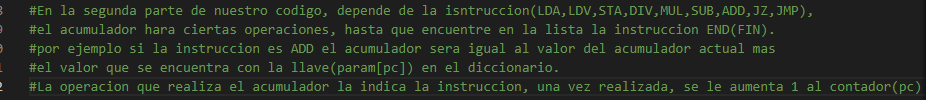 #En la segunda parte de nuestro codigo, depende de la isntruccion(LDA,LDV,STA,DIV,MUL,SUB,ADD,JZ,JMP),
#el acumulador hara ciertas operaciones, hasta que encuentre en la lista la instruccion END(FIN).
#por ejemplo si la instruccion es ADD el acumulador sera igual al valor del acumulador actual mas
#el valor que se encuentra con la llave(param[pc]) en el diccionario.
#La operacion que realiza el acumulador la indica la instruccion, una vez realizada, se le aumenta 1 al contador(pc)